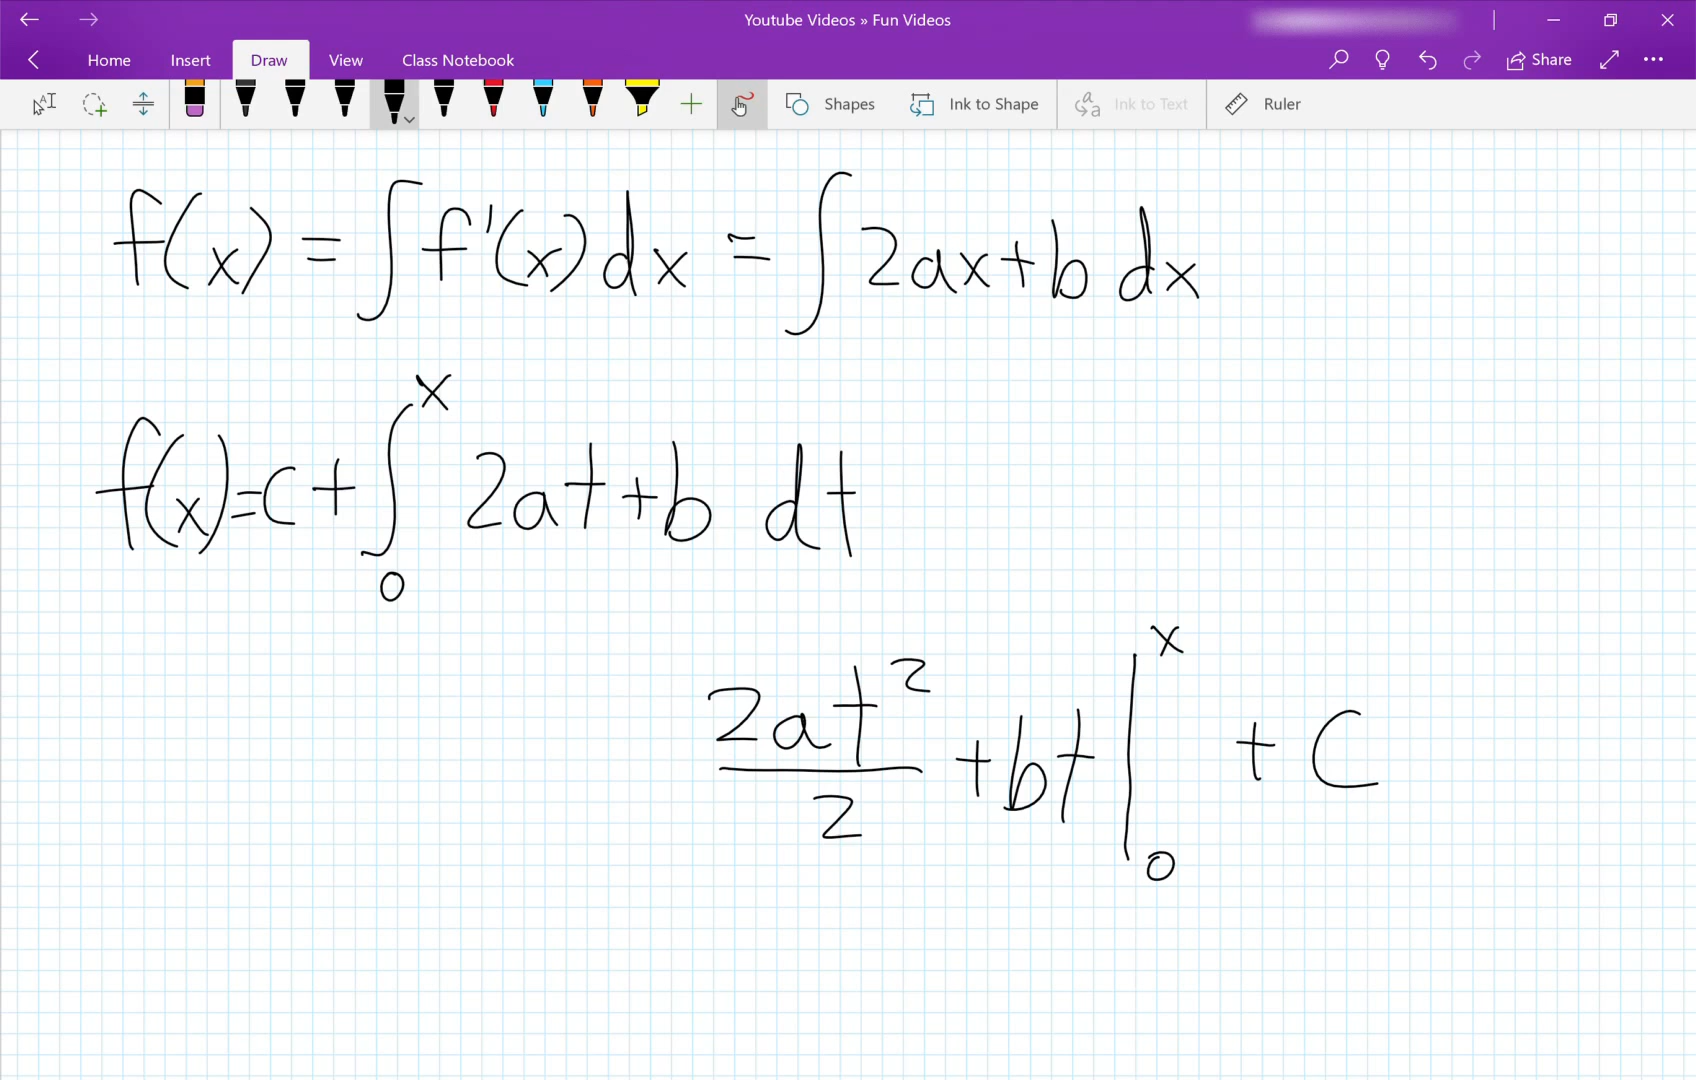 Youtube Videos » Fun Videos
Home Insert Draw View Class Notebook Share
Shapes Ink to Shape Ink to Text Ruler
f(x) = ∫ f'(x) dx = ∫ 2ax+b dx
f(x) = c + ∫₀ˣ 2at+b dt
2at²/2 + bt |₀ˣ + C